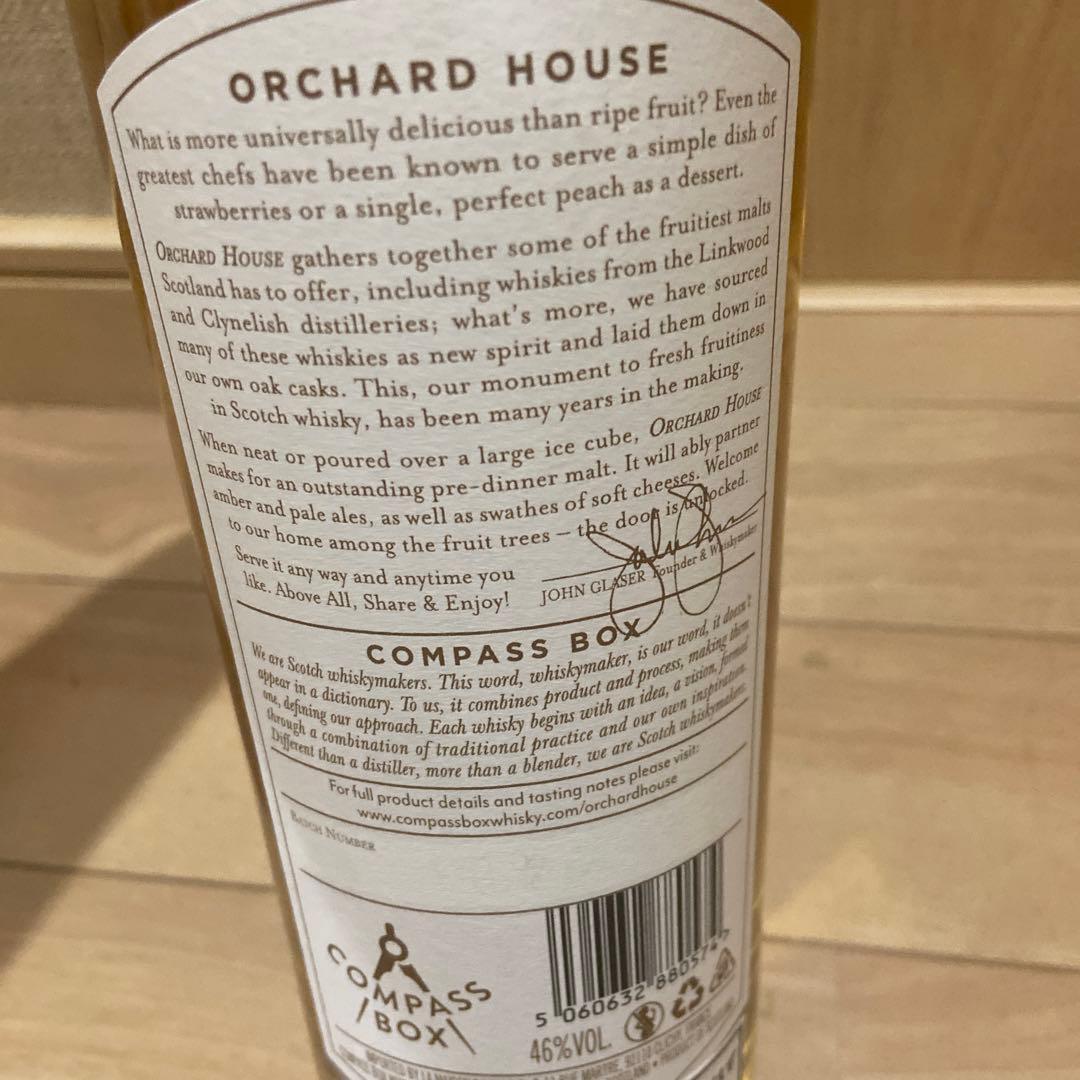 ORCHARD HOUSE
What is more universally delicious than ripe fruit? Even the
greatest chefs have been known to serve a simple dish of
strawberries or a single, perfect peach as a dessert.
ORCHARD HOUSE gathers together some of the fruitiest malts
Scotland has to offer, including whiskies from the Linkwood
and Clynelish distilleries; what's more, we have sourced
many of these whiskies as new spirit and laid them down in
our own oak casks. This, our monument to fresh fruitiness
in Scotch whisky, has been many years in the making.
When neat or poured over a large ice cube, ORCHARD HOUSE
makes for an outstanding pre-dinner malt. It will ably partner
amber and pale ales, as well as swathes of soft cheeses. Welcome
to our home among the fruit trees – the door is unlocked.
Serve it any way and anytime you
like. Above All, Share & Enjoy!
JOHN GLASER Founder & Whiskymaker
COMPASS BOX
We are Scotch whiskymakers. This word, whiskymaker, is our word, it doesn't
appear in a dictionary. To us, it combines product and process, making them
one, defining our approach. Each whisky begins with an idea, a vision, formed
through a combination of traditional practice and our own inspiration.
Different than a distiller, more than a blender, we are Scotch whiskymakers.
For full product details and tasting notes please visit:
www.compassboxwhisky.com/orchardhouse
BATCH NUMBER
COMPASS
BOX
5 060632 880574
46%VOL.